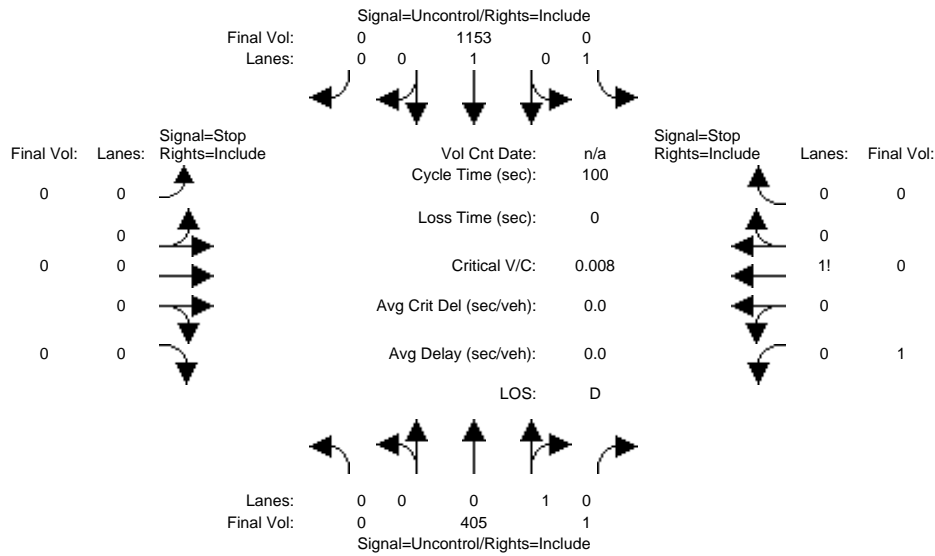 Signal=Uncontrol/Rights=Include
Final Vol: 0 1153 0
Lanes: 0 0 1 0 1
Signal=Stop Signal=Stop
Final Vol: Lanes: Rights=Include Vol Cnt Date: n/a Rights=Include Lanes: Final Vol:
Cycle Time (sec): 100
0 0 0 0
Loss Time (sec): 0
0 0
0 0 Critical V/C: 0.008 1! 0
0 Avg Crit Del (sec/veh): 0.0 0
0 0 Avg Delay (sec/veh): 0.0 0 1
LOS: D
Lanes: 0 0 0 1 0
Final Vol: 0 405 1
Signal=Uncontrol/Rights=Include